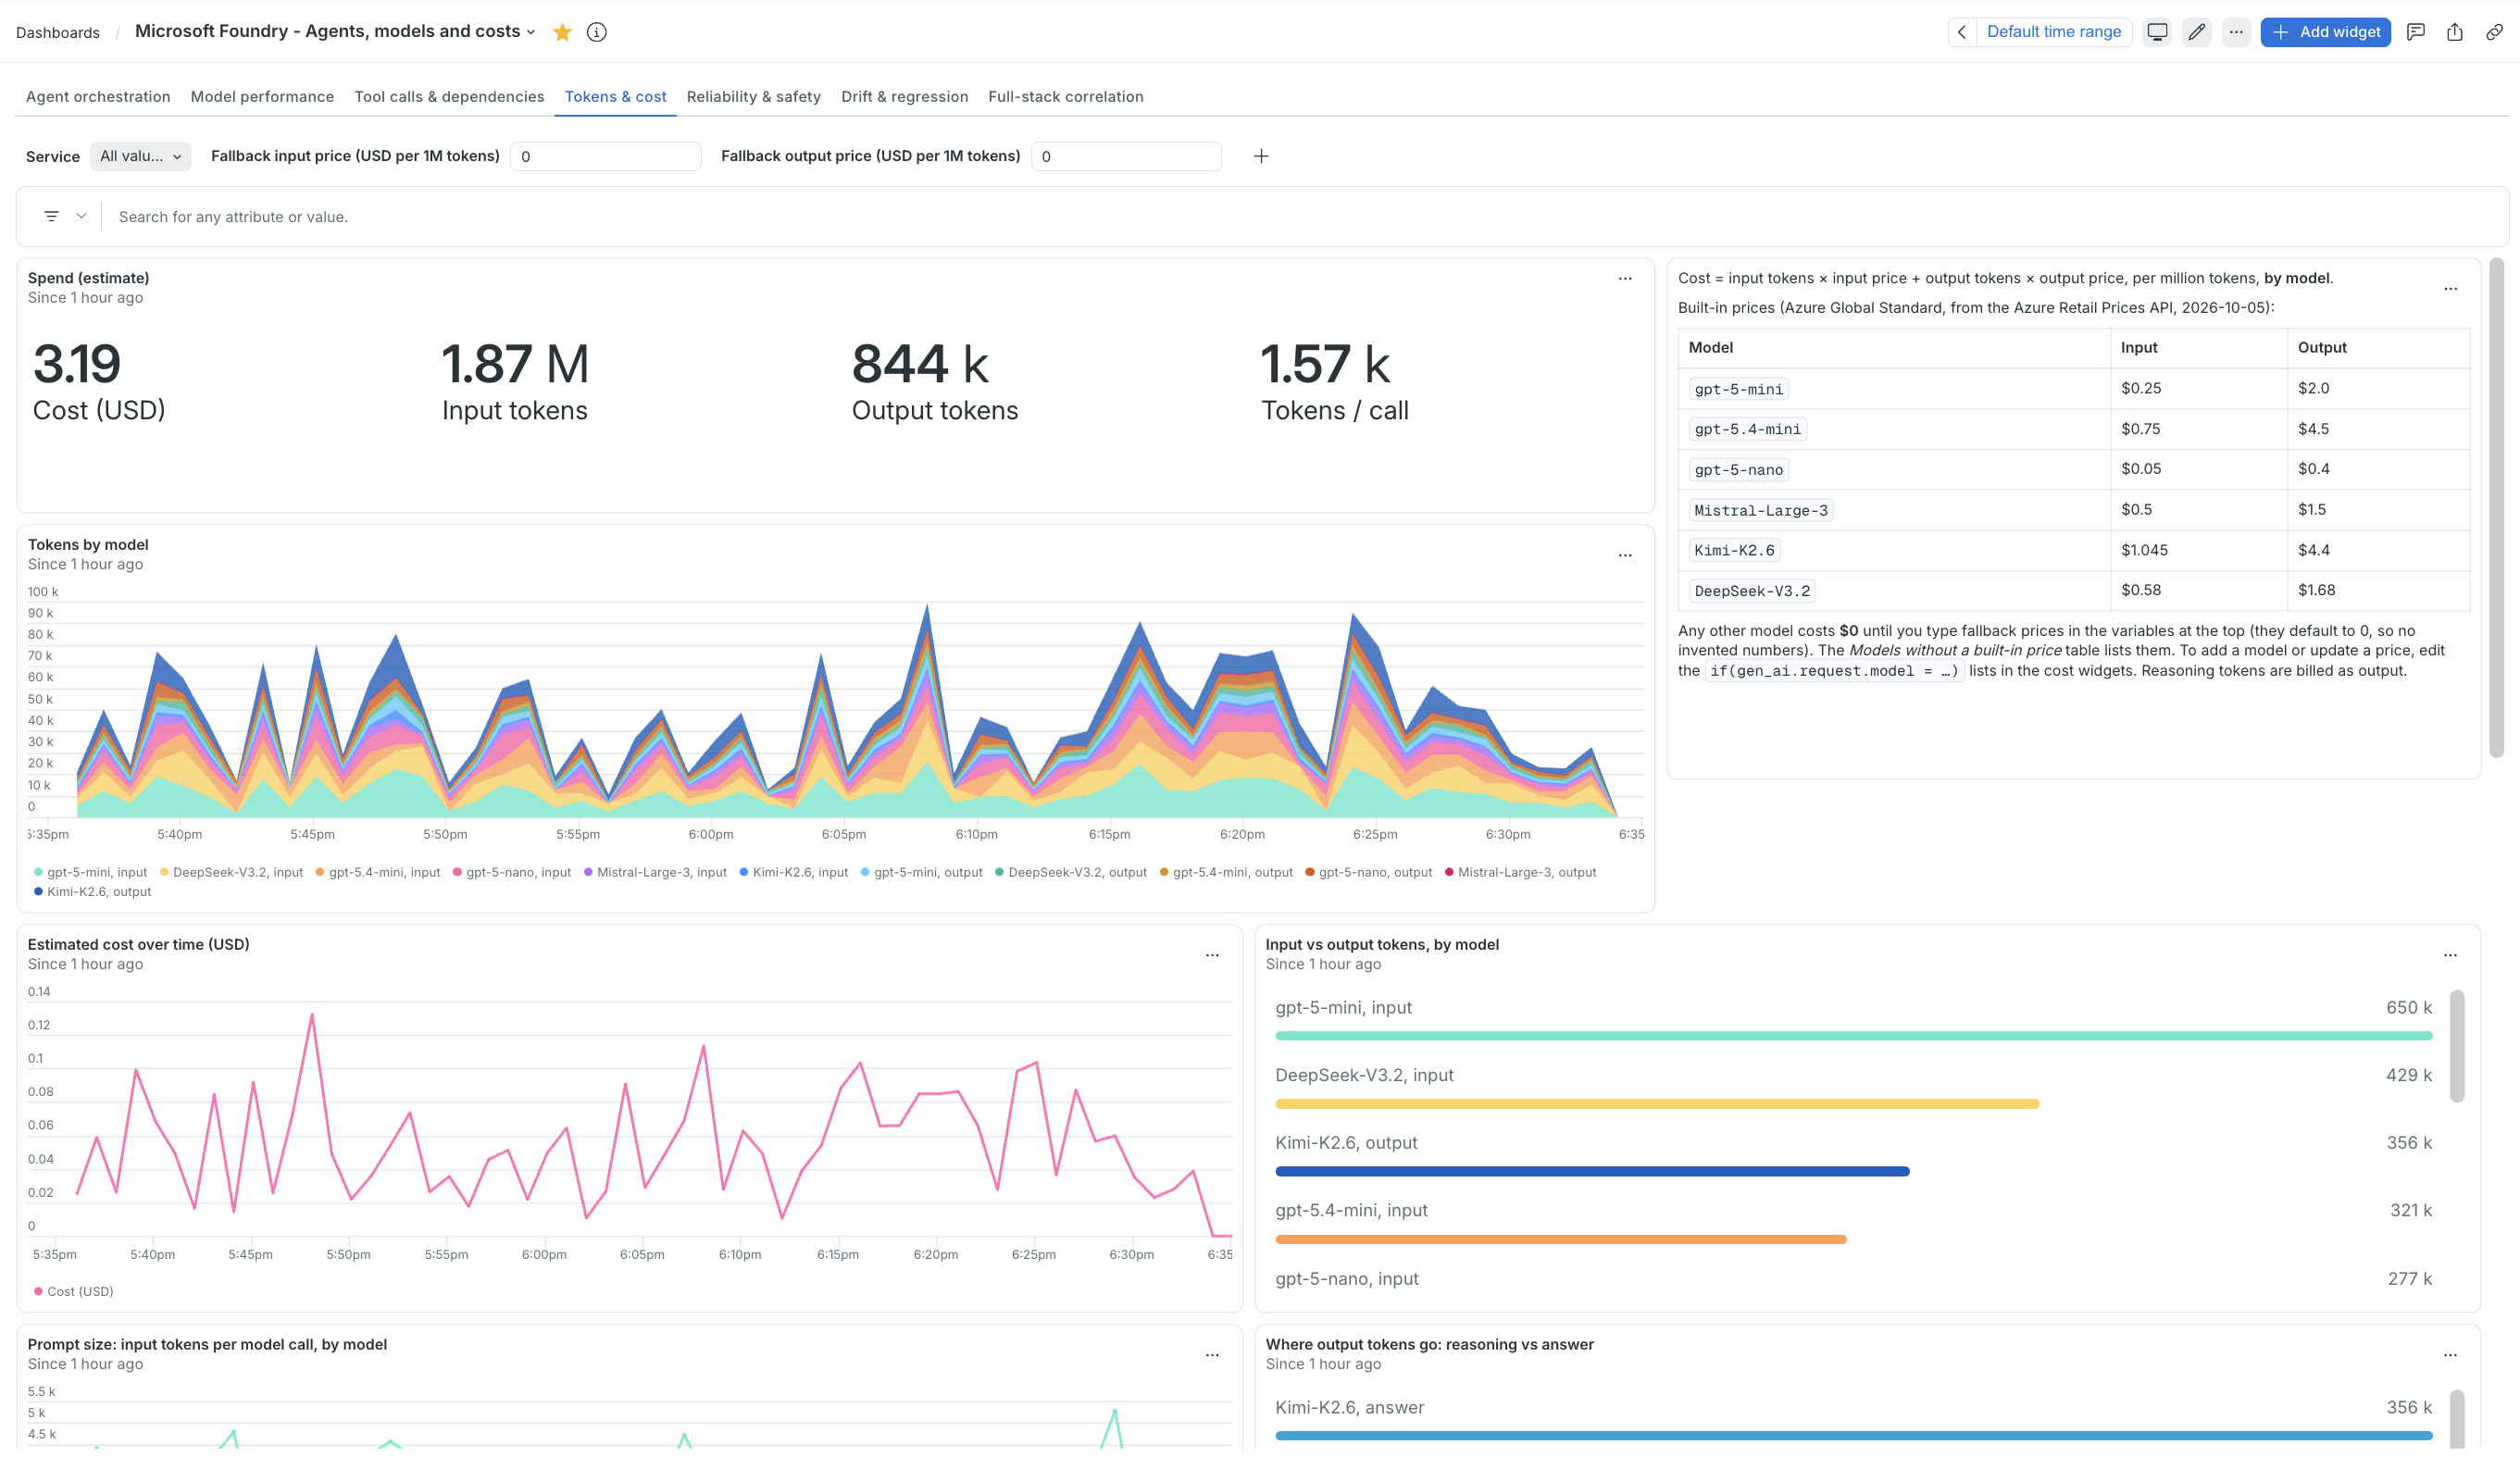 Dashboards / Microsoft Foundry - Agents, models and costs
Default time range
Add widget
Agent orchestration Model performance Tool calls & dependencies Tokens & cost Reliability & safety Drift & regression Full-stack correlation
Service All valu... Fallback input price (USD per 1M tokens) 0 Fallback output price (USD per 1M tokens) 0
Search for any attribute or value.
Spend (estimate)
Since 1 hour ago
3.19 1.87 M 844 k 1.57 k
Cost (USD) Input tokens Output tokens Tokens / call
Cost = input tokens × input price + output tokens × output price, per million tokens, by model.
Built-in prices (Azure Global Standard, from the Azure Retail Prices API, 2026-10-05):
Model Input Output
gpt-5-mini $0.25 $2.0
gpt-5.4-mini $0.75 $4.5
gpt-5-nano $0.05 $0.4
Mistral-Large-3 $0.5 $1.5
Kimi-K2.6 $1.045 $4.4
DeepSeek-V3.2 $0.58 $1.68
Any other model costs $0 until you type fallback prices in the variables at the top (they default to 0, so no
invented numbers). The Models without a built-in price table lists them. To add a model or update a price, edit
the if(gen_ai.request.model = …) lists in the cost widgets. Reasoning tokens are billed as output.
Tokens by model
Since 1 hour ago
100 k
90 k
80 k
70 k
60 k
50 k
40 k
30 k
20 k
10 k
0
5:35pm 5:40pm 5:45pm 5:50pm 5:55pm 6:00pm 6:05pm 6:10pm 6:15pm 6:20pm 6:25pm 6:30pm 6:35
gpt-5-mini, input DeepSeek-V3.2, input gpt-5.4-mini, input gpt-5-nano, input Mistral-Large-3, input Kimi-K2.6, input gpt-5-mini, output DeepSeek-V3.2, output gpt-5.4-mini, output gpt-5-nano, output Mistral-Large-3, output
Kimi-K2.6, output
Estimated cost over time (USD)
Since 1 hour ago
0.14
0.12
0.1
0.08
0.06
0.04
0.02
0
5:35pm 5:40pm 5:45pm 5:50pm 5:55pm 6:00pm 6:05pm 6:10pm 6:15pm 6:20pm 6:25pm 6:30pm 6:35
Cost (USD)
Input vs output tokens, by model
Since 1 hour ago
gpt-5-mini, input 650 k
DeepSeek-V3.2, input 429 k
Kimi-K2.6, output 356 k
gpt-5.4-mini, input 321 k
gpt-5-nano, input 277 k
Prompt size: input tokens per model call, by model
Since 1 hour ago
5.5 k
5 k
4.5 k
Where output tokens go: reasoning vs answer
Since 1 hour ago
Kimi-K2.6, answer 356 k